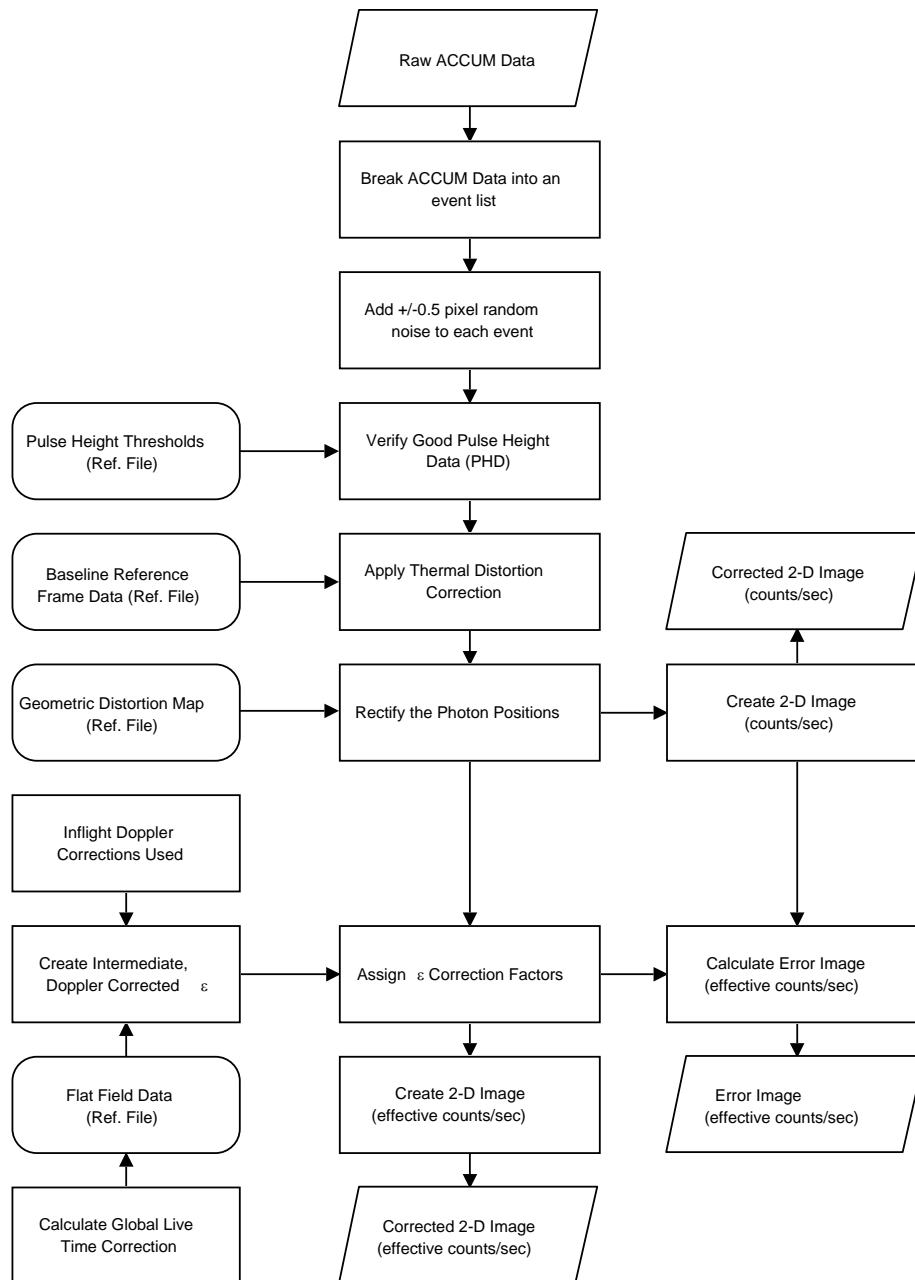 Raw ACCUM Data
Break ACCUM Data into an
event list
Add +/-0.5 pixel random
noise to each event
Pulse Height Thresholds
(Ref. File)
Verify Good Pulse Height
Data (PHD)
Baseline Reference
Frame Data (Ref. File)
Apply Thermal Distortion
Correction
Corrected 2-D Image
(counts/sec)
Geometric Distortion Map
(Ref. File)
Rectify the Photon Positions
Create 2-D Image
(counts/sec)
Inflight Doppler
Corrections Used
Create Intermediate,
Doppler Corrected ε
Assign ε Correction Factors
Calculate Error Image
(effective counts/sec)
Flat Field Data
(Ref. File)
Create 2-D Image
(effective counts/sec)
Error Image
(effective counts/sec)
Calculate Global Live
Time Correction
Corrected 2-D Image
(effective counts/sec)